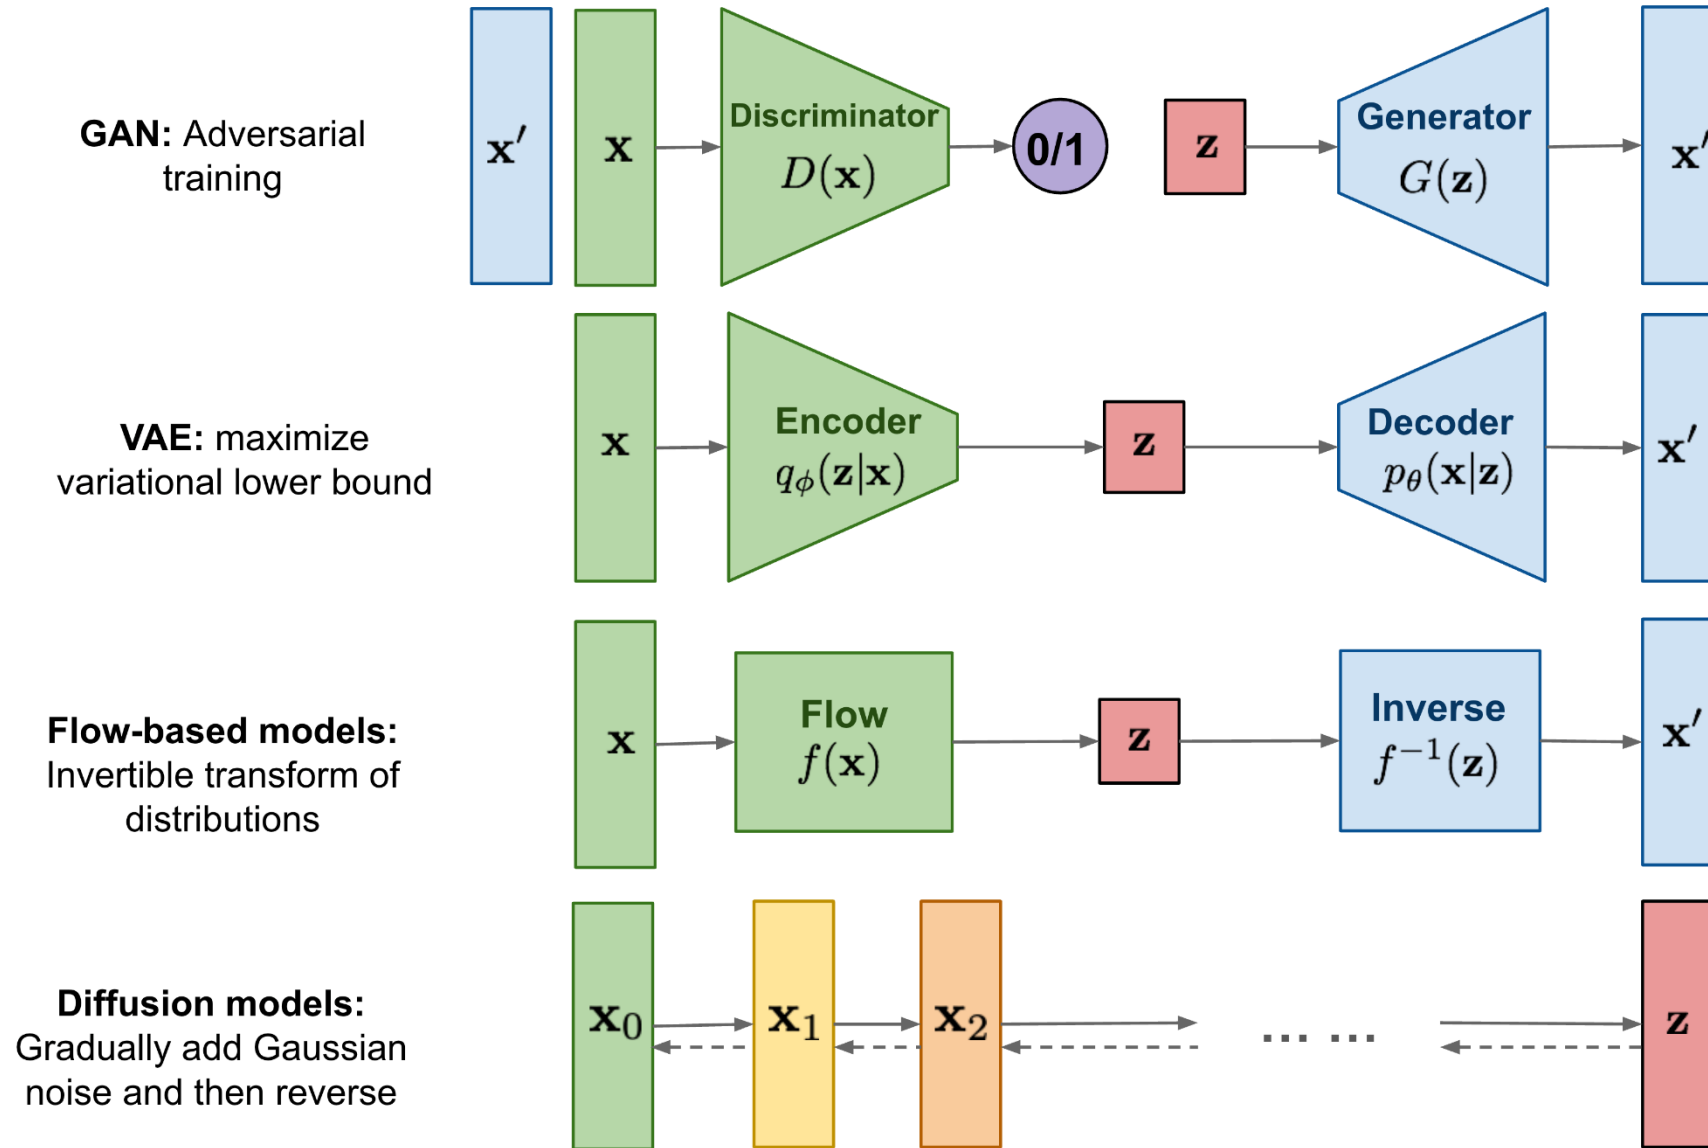 GAN: Adversarial
training
x′
x
Discriminator
D(x)
0/1
z
Generator
G(z)
x′
VAE: maximize
variational lower bound
x
Encoder
qϕ(z|x)
z
Decoder
pθ(x|z)
x′
Flow-based models:
Invertible transform of
distributions
x
Flow
f(x)
z
Inverse
f⁻¹(z)
x′
Diffusion models:
Gradually add Gaussian
noise and then reverse
x₀
x₁
x₂
... ...
z